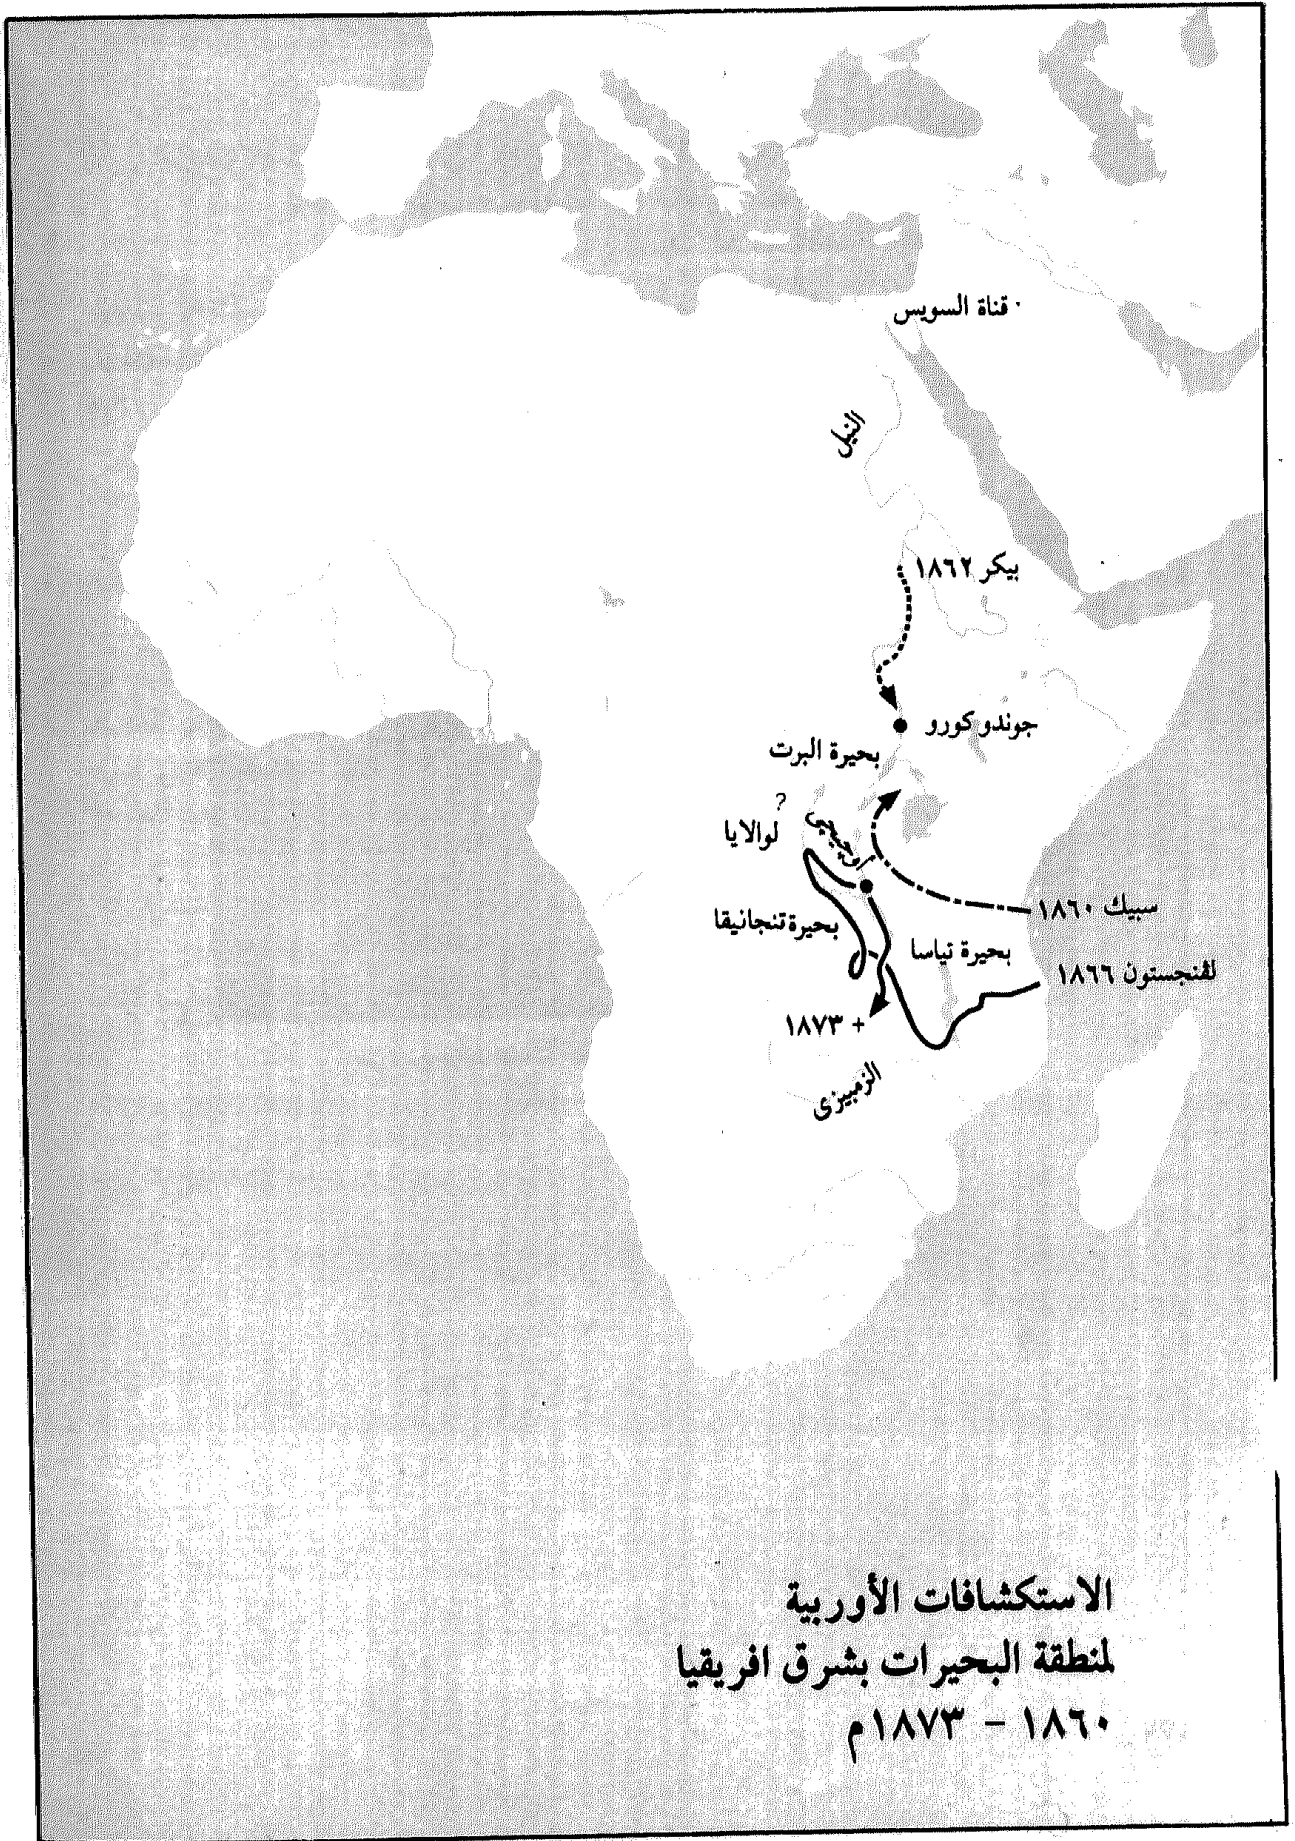 قناة السويس
النيل
بيكر ١٨٦٢
جوندوكورو
بحيرة البرت
?
لوالابا
سبيك ١٨٦٠
بحيرة تنجانيقا
بحيرة نياسا
لفنجستون ١٨٦٦
+ ١٨٧٣
الزمبيزى
الاستكشافات الأوربية
لمنطقة البحيرات بشرق افريقيا
١٨٦٠ - ١٨٧٣م